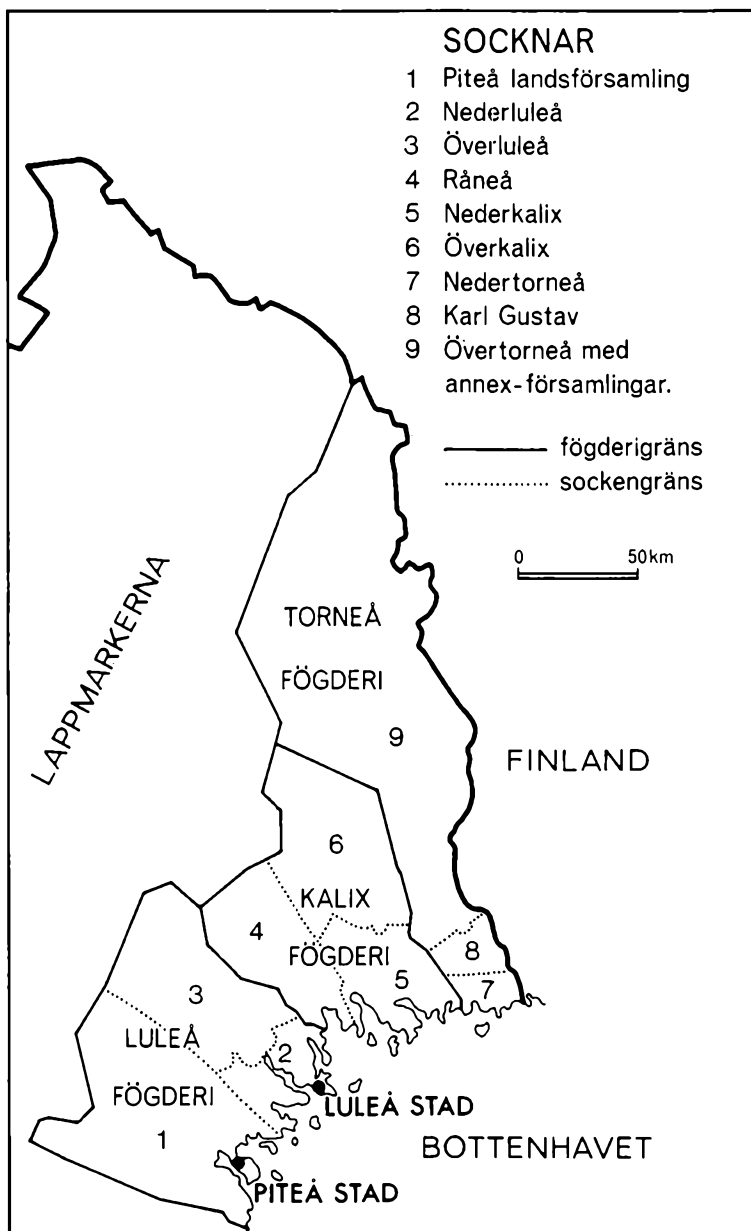 SOCKNAR
1 Piteå landsförsamling
2 Nederluleå
3 Överluleå
4 Råneå
5 Nederkalix
6 Överkalix
7 Nedertorneå
8 Karl Gustav
9 Övertorneå med
annex-församlingar.
fögderigräns
sockengräns
0 50 km
LAPPMARKERNA
TORNEÅ
FÖGDERI
9
FINLAND
6
KALIX
4
FÖGDERI
8
5
7
3
LULEÅ
2
FÖGDERI
LULEÅ STAD
1
BOTTENHAVET
PITEÅ STAD